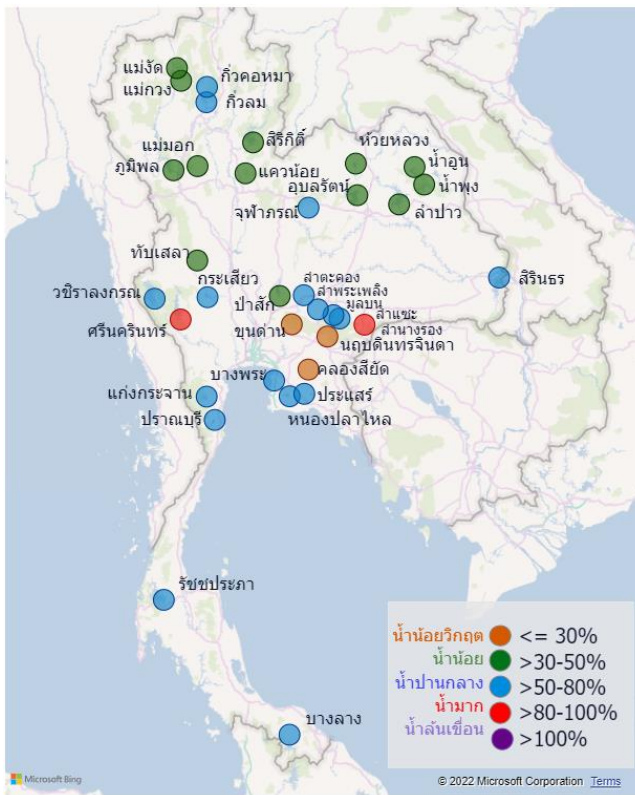 แม่งัด
กิ่วคอหมา
แม่กวง
กิ่วลม
สิริกิติ์
แม่มอก
ห้วยหลวง
น้ำอูน
ภูมิพล
แควน้อย
อุบลรัตน์
น้ำพุง
จุฬาภรณ์
ลำปาว
ทับเสลา
กระเสียว
ลำตะคอง
สิรินธร
วชิราลงกรณ
ป่าสัก
ลำพระเพลิง
มูลบน
ลำแชะ
ศรีนครินทร์
ขุนด่าน
ลำนางรอง
นฤบดินทรจินดา
คลองสียัด
บางพระ
แก่งกระจาน
ประแสร์
ปราณบุรี
หนองปลาไหล
รัชชประภา
บางลาง
น้ำน้อยวิกฤต <= 30%
น้ำน้อย >30-50%
น้ำปานกลาง >50-80%
น้ำมาก >80-100%
น้ำล้นเขื่อน >100%
Microsoft Bing
© 2022 Microsoft Corporation Terms